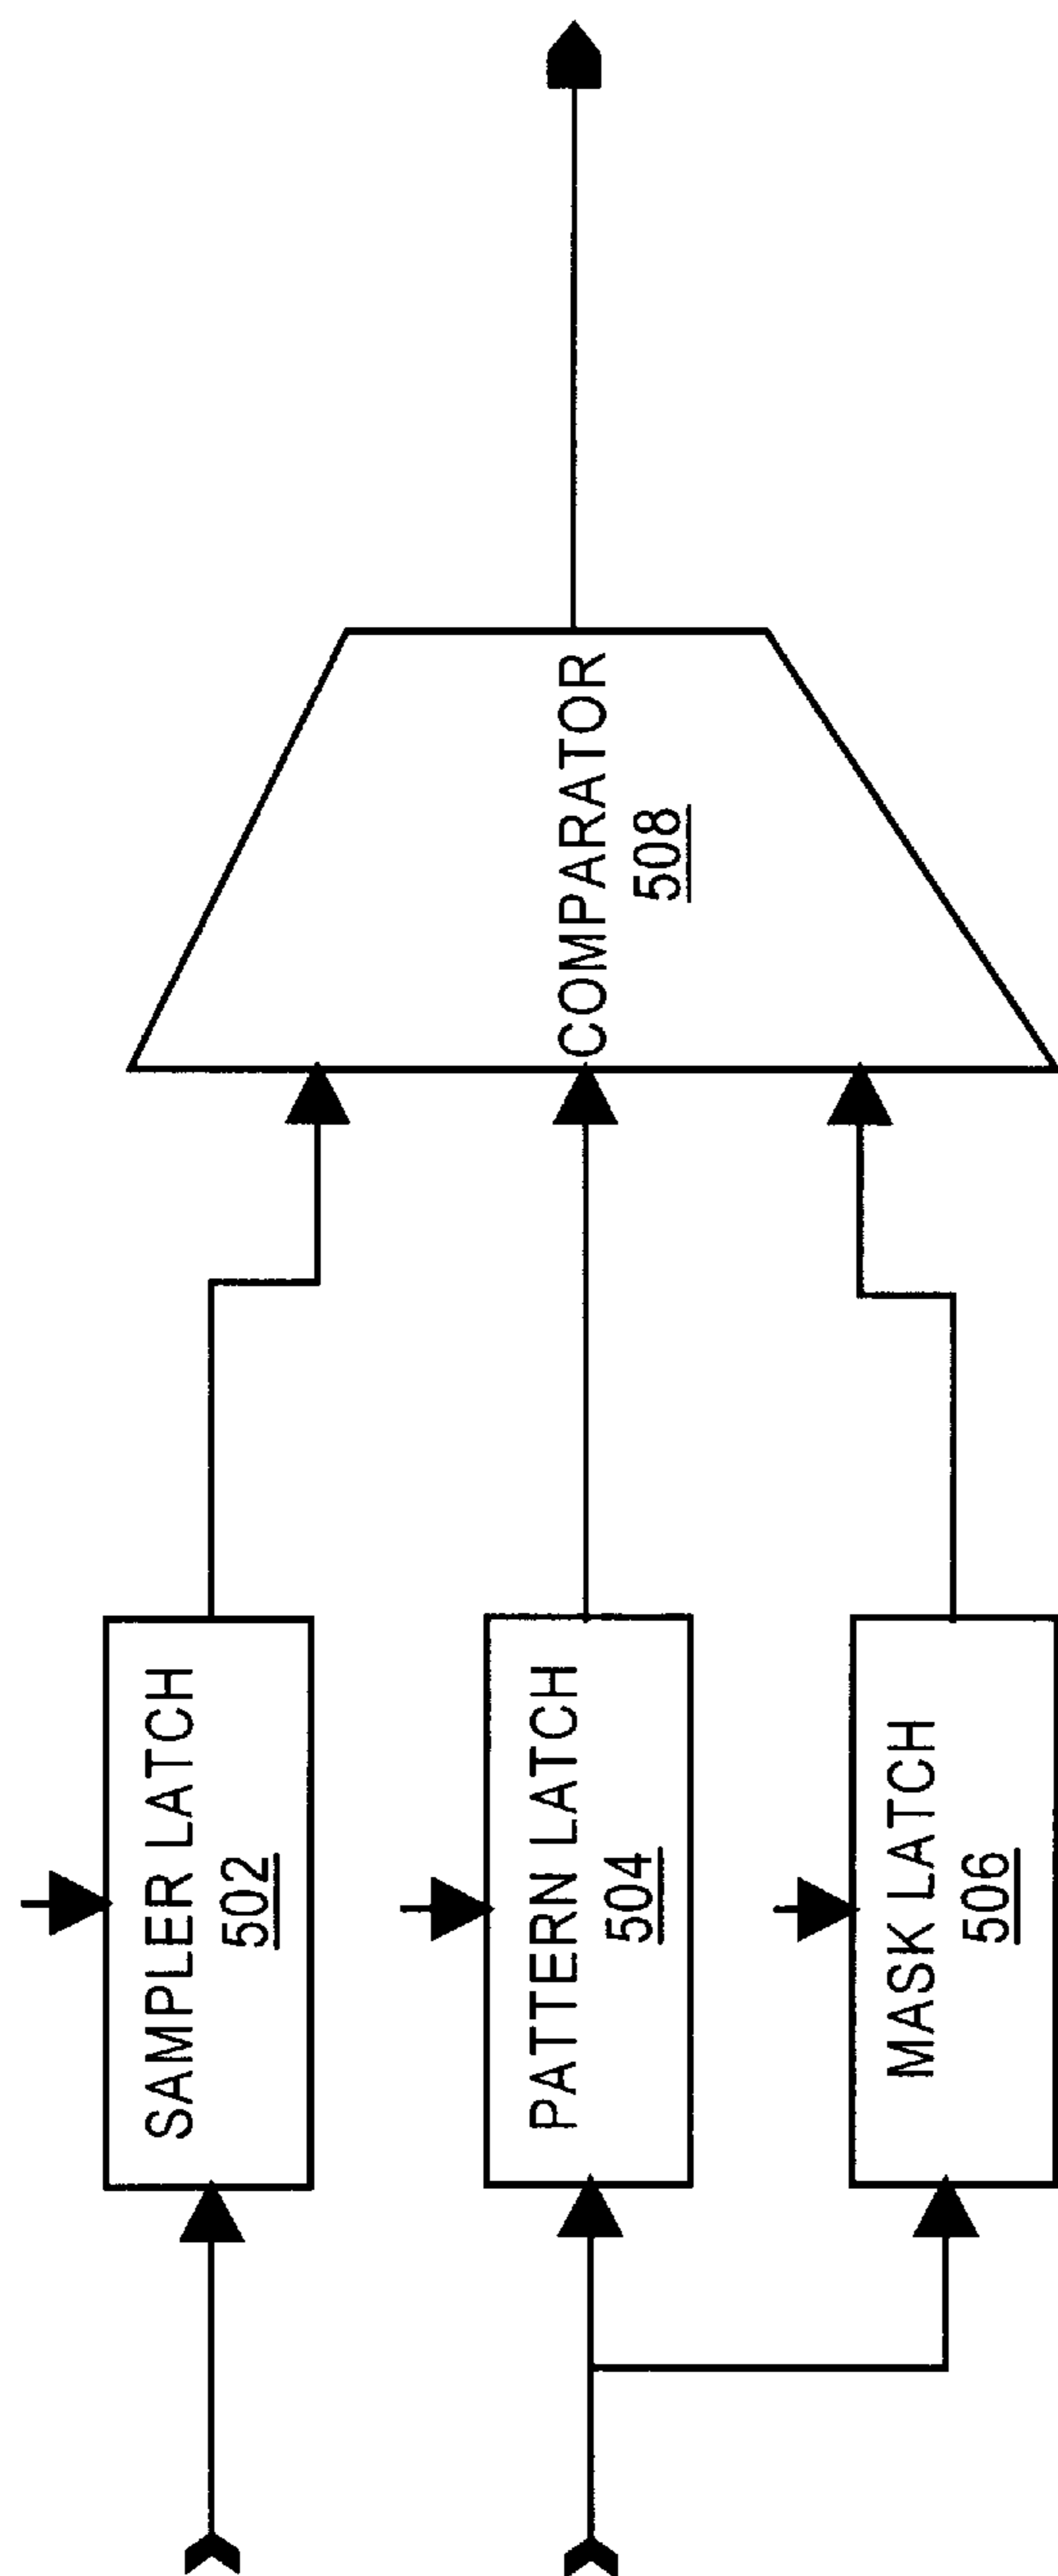 SAMPLER LATCH
502
PATTERN LATCH
504
MASK LATCH
506
COMPARATOR
508